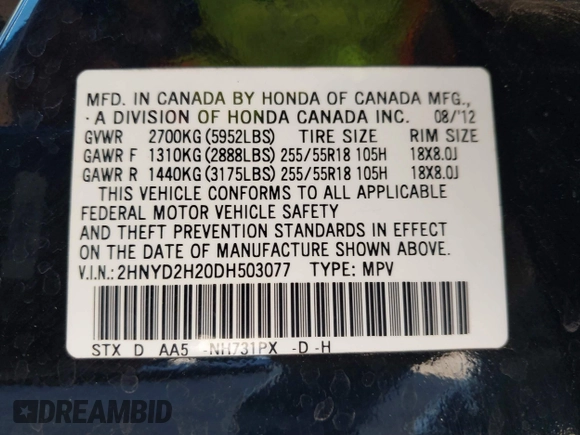 MFD. IN CANADA BY HONDA OF CANADA MFG.,
A DIVISION OF HONDA CANADA INC. 08/'12
GVWR 2700KG (5952LBS) TIRE SIZE RIM SIZE
GAWR F 1310KG (2888LBS) 255/55R18 105H 18X8.0J
GAWR R 1440KG (3175LBS) 255/55R18 105H 18X8.0J
THIS VEHICLE CONFORMS TO ALL APPLICABLE
FEDERAL MOTOR VEHICLE SAFETY
AND THEFT PREVENTION STANDARDS IN EFFECT
ON THE DATE OF MANUFACTURE SHOWN ABOVE.
V.I.N.:2HNYD2H20DH503077 TYPE: MPV
STX D AA5 -NH731PX -D -H
DREAMBID